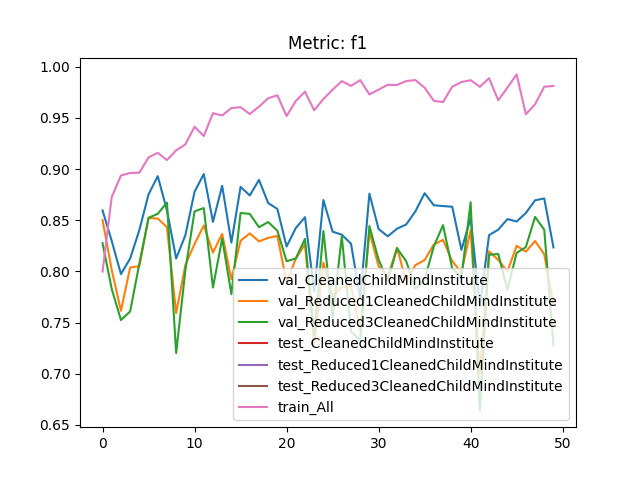 Metric: f1
1.00
0.95
0.90
0.85
0.80
0.75
0.70
0.65
0
10
20
30
40
50
val_CleanedChildMindInstitute
val_Reduced1CleanedChildMindInstitute
val_Reduced3CleanedChildMindInstitute
test_CleanedChildMindInstitute
test_Reduced1CleanedChildMindInstitute
test_Reduced3CleanedChildMindInstitute
train_All